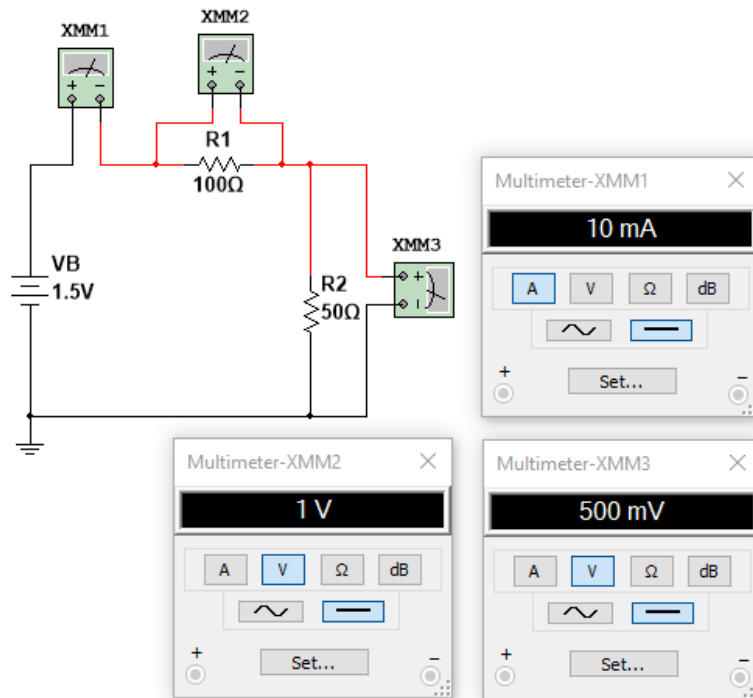 XMM1
XMM2
R1
100Ω
VB
1.5V
R2
50Ω
XMM3
Multimeter-XMM1
10 mA
A V Ω dB
+ Set... −
Multimeter-XMM2
1 V
A V Ω dB
+ Set... −
Multimeter-XMM3
500 mV
A V Ω dB
+ Set... −